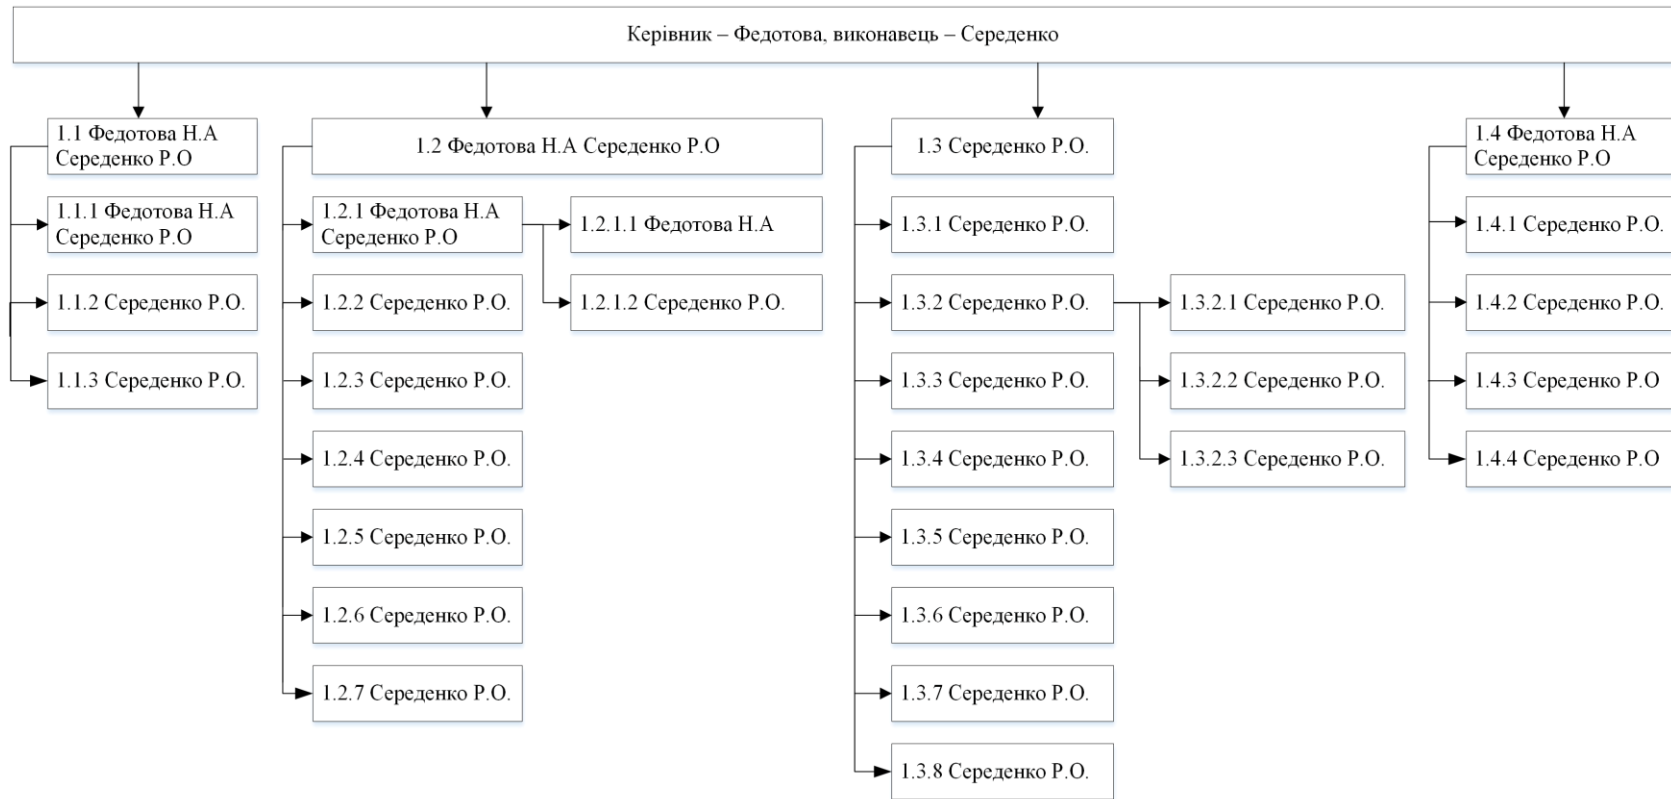 Керівник – Федотова, виконавець – Середенко
1.1 Федотова Н.А
Середенко Р.О
1.1.1 Федотова Н.А
Середенко Р.О
1.1.2 Середенко Р.О.
1.1.3 Середенко Р.О.
1.2 Федотова Н.А Середенко Р.О
1.2.1 Федотова Н.А
Середенко Р.О
1.2.1.1 Федотова Н.А
1.2.1.2 Середенко Р.О.
1.2.2 Середенко Р.О.
1.2.3 Середенко Р.О.
1.2.4 Середенко Р.О.
1.2.5 Середенко Р.О.
1.2.6 Середенко Р.О.
1.2.7 Середенко Р.О.
1.3 Середенко Р.О.
1.3.1 Середенко Р.О.
1.3.2 Середенко Р.О.
1.3.2.1 Середенко Р.О.
1.3.2.2 Середенко Р.О.
1.3.2.3 Середенко Р.О.
1.3.3 Середенко Р.О.
1.3.4 Середенко Р.О.
1.3.5 Середенко Р.О.
1.3.6 Середенко Р.О.
1.3.7 Середенко Р.О.
1.3.8 Середенко Р.О.
1.4 Федотова Н.А
Середенко Р.О
1.4.1 Середенко Р.О.
1.4.2 Середенко Р.О.
1.4.3 Середенко Р.О
1.4.4 Середенко Р.О